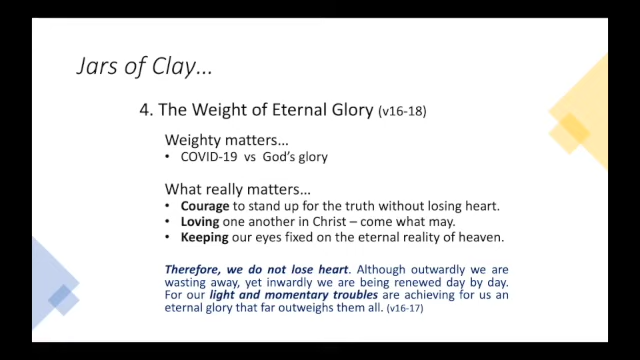 Jars of Clay...
4. The Weight of Eternal Glory (v16-18)
Weighty matters...
• COVID-19 vs God's glory
What really matters...
• Courage to stand up for the truth without losing heart.
• Loving one another in Christ – come what may.
• Keeping our eyes fixed on the eternal reality of heaven.
Therefore, we do not lose heart. Although outwardly we are
wasting away, yet inwardly we are being renewed day by day.
For our light and momentary troubles are achieving for us an
eternal glory that far outweighs them all. (v16-17)